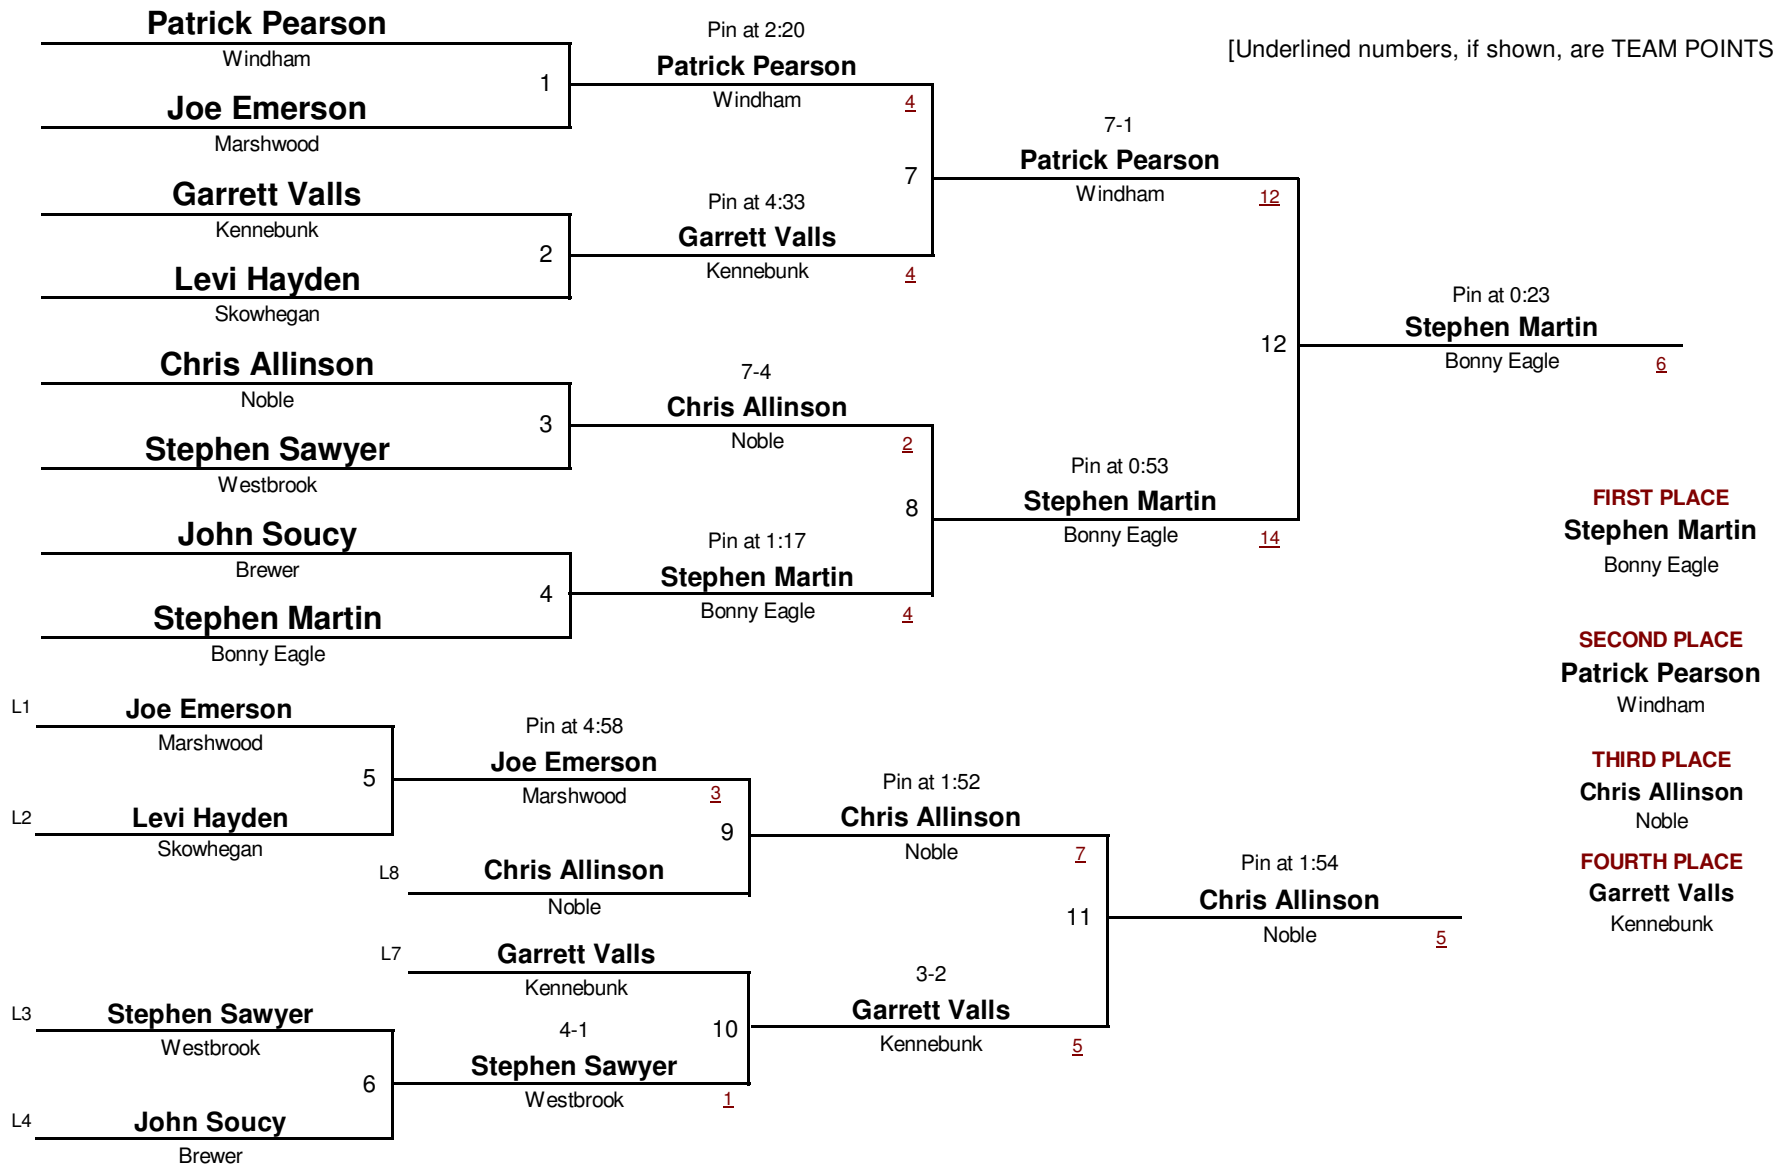 [Underlined numbers, if shown, are TEAM POINTS
Patrick Pearson
Windham
1
Joe Emerson
Marshwood
Garrett Valls
Kennebunk
2
Levi Hayden
Skowhegan
Chris Allinson
Noble
3
Stephen Sawyer
Westbrook
John Soucy
Brewer
4
Stephen Martin
Bonny Eagle
Pin at 2:20
Patrick Pearson
Windham
4
7
Pin at 4:33
Garrett Valls
Kennebunk
4
7-4
Chris Allinson
Noble
2
8
Pin at 1:17
Stephen Martin
Bonny Eagle
4
7-1
Patrick Pearson
Windham
12
12
Pin at 0:53
Stephen Martin
Bonny Eagle
14
Pin at 0:23
Stephen Martin
Bonny Eagle
6
FIRST PLACE
Stephen Martin
Bonny Eagle
SECOND PLACE
Patrick Pearson
Windham
THIRD PLACE
Chris Allinson
Noble
FOURTH PLACE
Garrett Valls
Kennebunk
L1
Joe Emerson
Marshwood
5
L2
Levi Hayden
Skowhegan
L3
Stephen Sawyer
Westbrook
6
L4
John Soucy
Brewer
Pin at 4:58
Joe Emerson
Marshwood
3
9
L8
Chris Allinson
Noble
L7
Garrett Valls
Kennebunk
10
4-1
Stephen Sawyer
Westbrook
1
Pin at 1:52
Chris Allinson
Noble
7
11
3-2
Garrett Valls
Kennebunk
5
Pin at 1:54
Chris Allinson
Noble
5